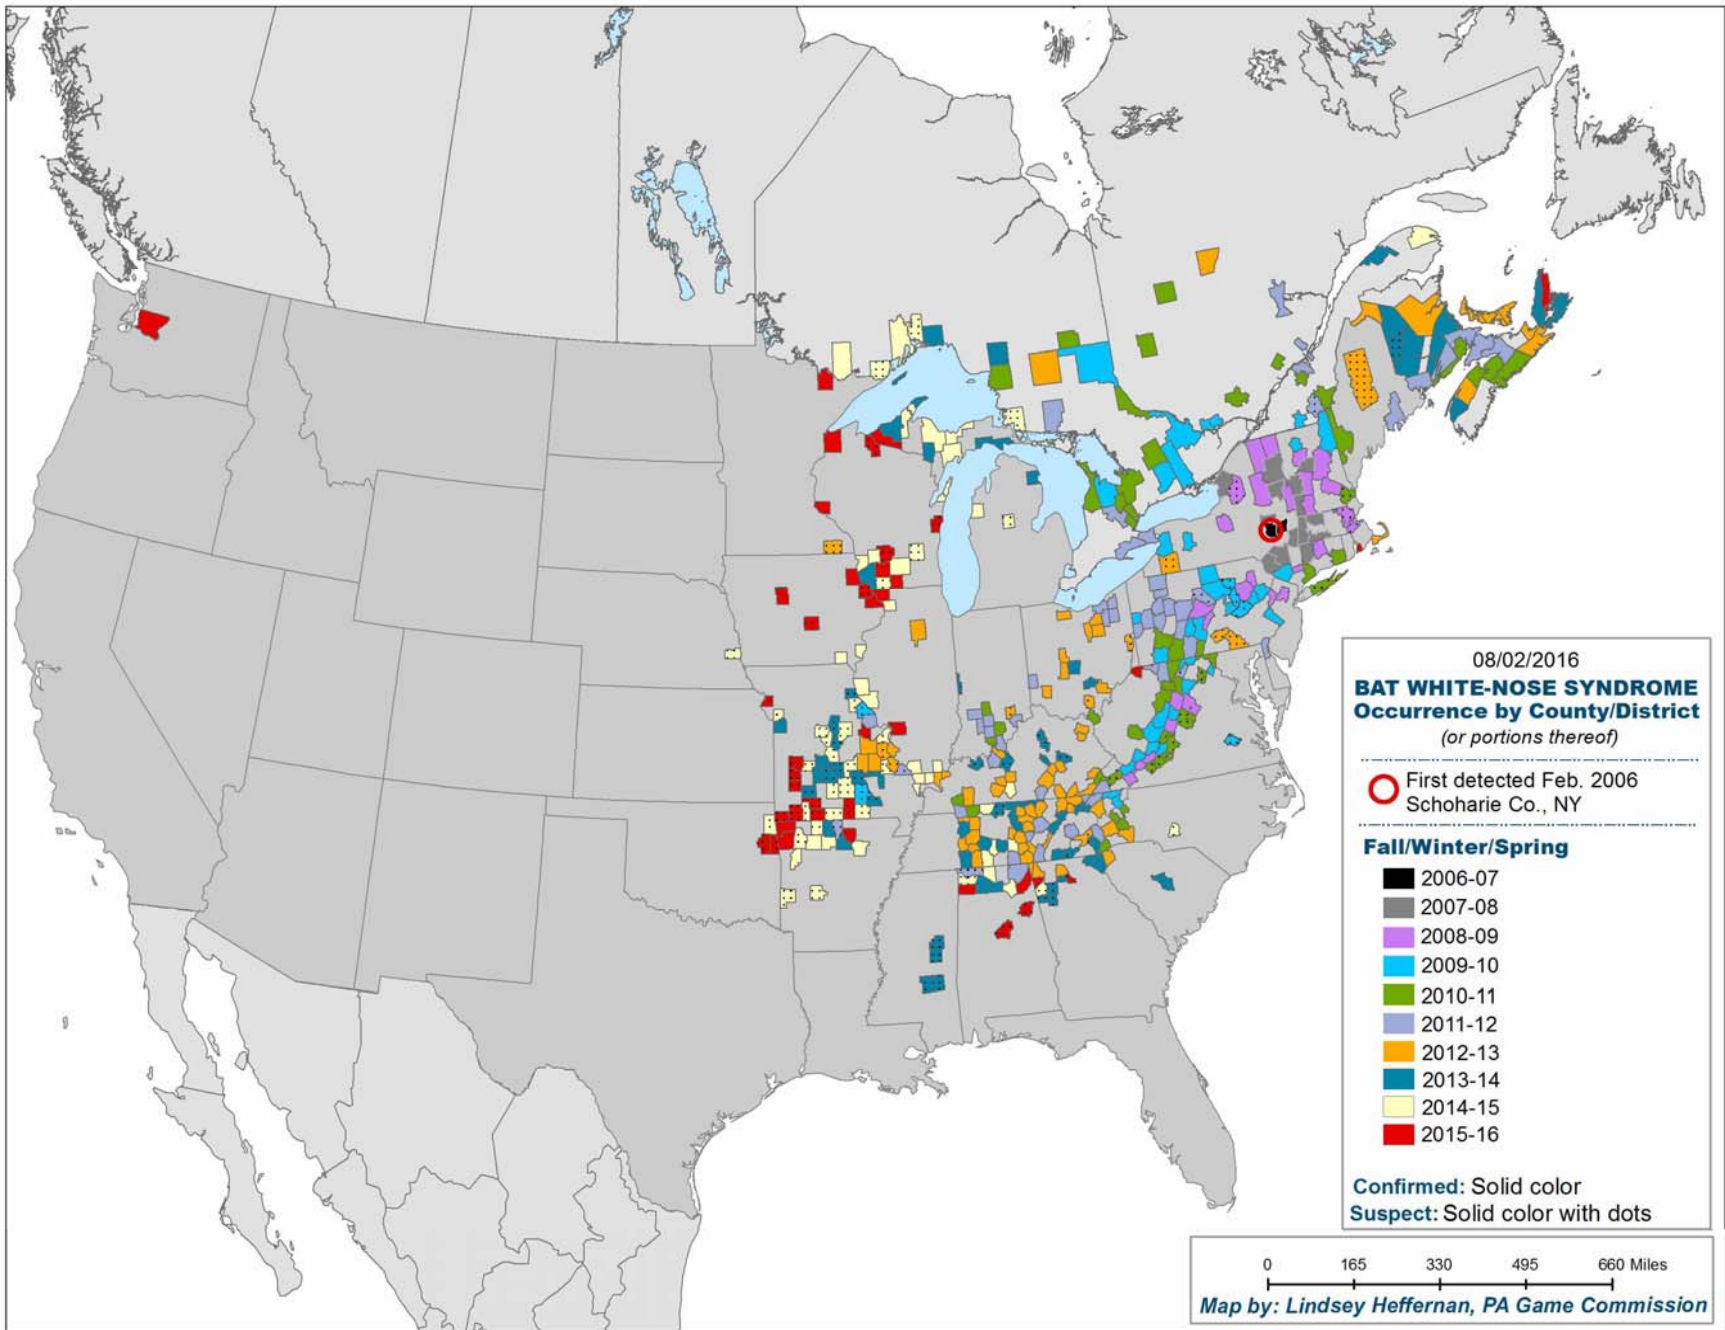 08/02/2016
BAT WHITE-NOSE SYNDROME
Occurrence by County/District
(or portions thereof)
First detected Feb. 2006
Schoharie Co., NY
Fall/Winter/Spring
2006-07
2007-08
2008-09
2009-10
2010-11
2011-12
2012-13
2013-14
2014-15
2015-16
Confirmed: Solid color
Suspect: Solid color with dots
0 165 330 495 660 Miles
Map by: Lindsey Heffernan, PA Game Commission